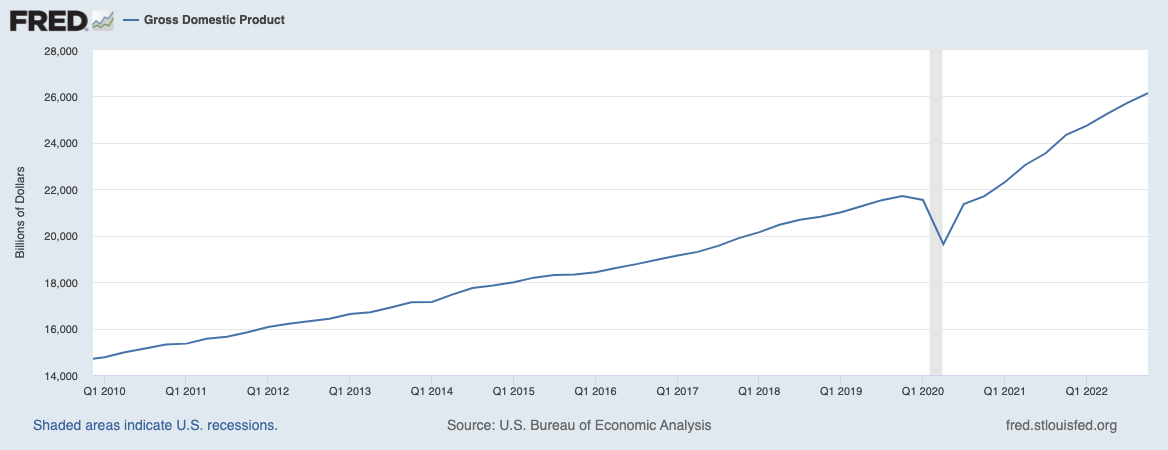 FRED
Gross Domestic Product
28,000
26,000
24,000
22,000
20,000
18,000
16,000
14,000
Billions of Dollars
Q1 2010 Q1 2011 Q1 2012 Q1 2013 Q1 2014 Q1 2015 Q1 2016 Q1 2017 Q1 2018 Q1 2019 Q1 2020 Q1 2021 Q1 2022
Shaded areas indicate U.S. recessions. Source: U.S. Bureau of Economic Analysis fred.stlouisfed.org